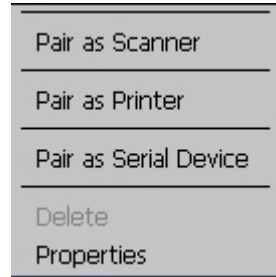 Pair as Scanner
Pair as Printer
Pair as Serial Device
Delete
Properties